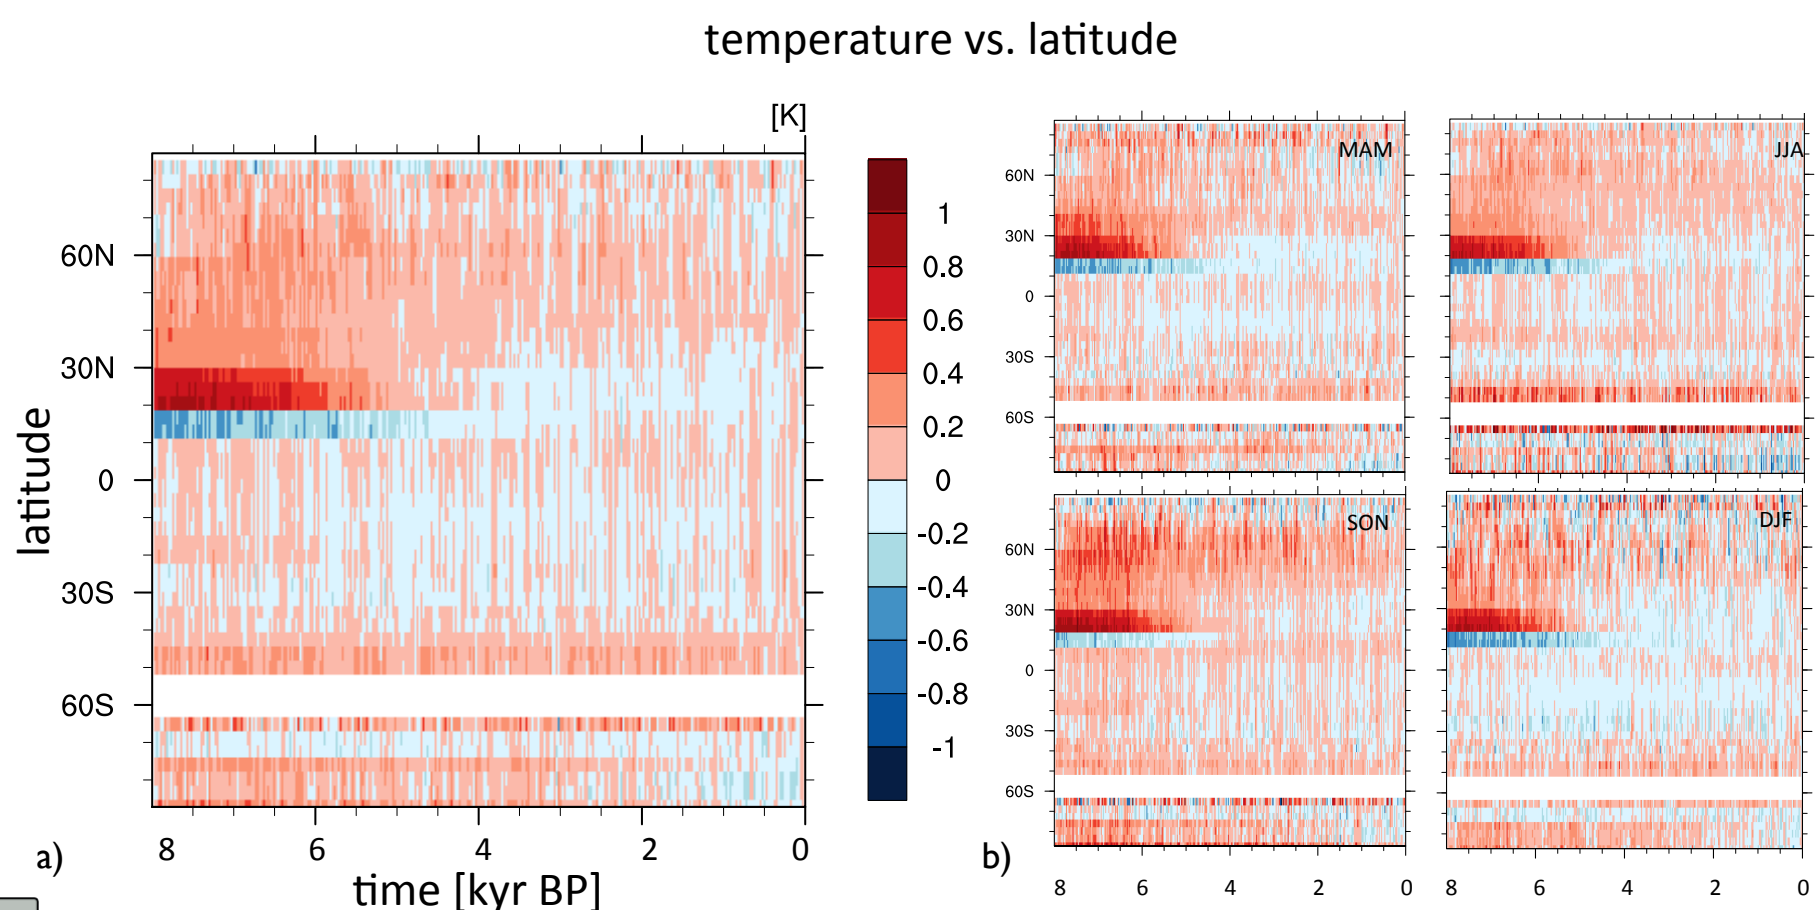 temperature vs. latitude
[K]
60N
30N
0
30S
60S
latitude
8 6 4 2 0
time [kyr BP]
a)
1
0.8
0.6
0.4
0.2
0
-0.2
-0.4
-0.6
-0.8
-1
MAM
60N
30N
0
30S
60S
JJA
SON
60N
30N
0
30S
60S
8 6 4 2 0
DJF
8 6 4 2 0
b)